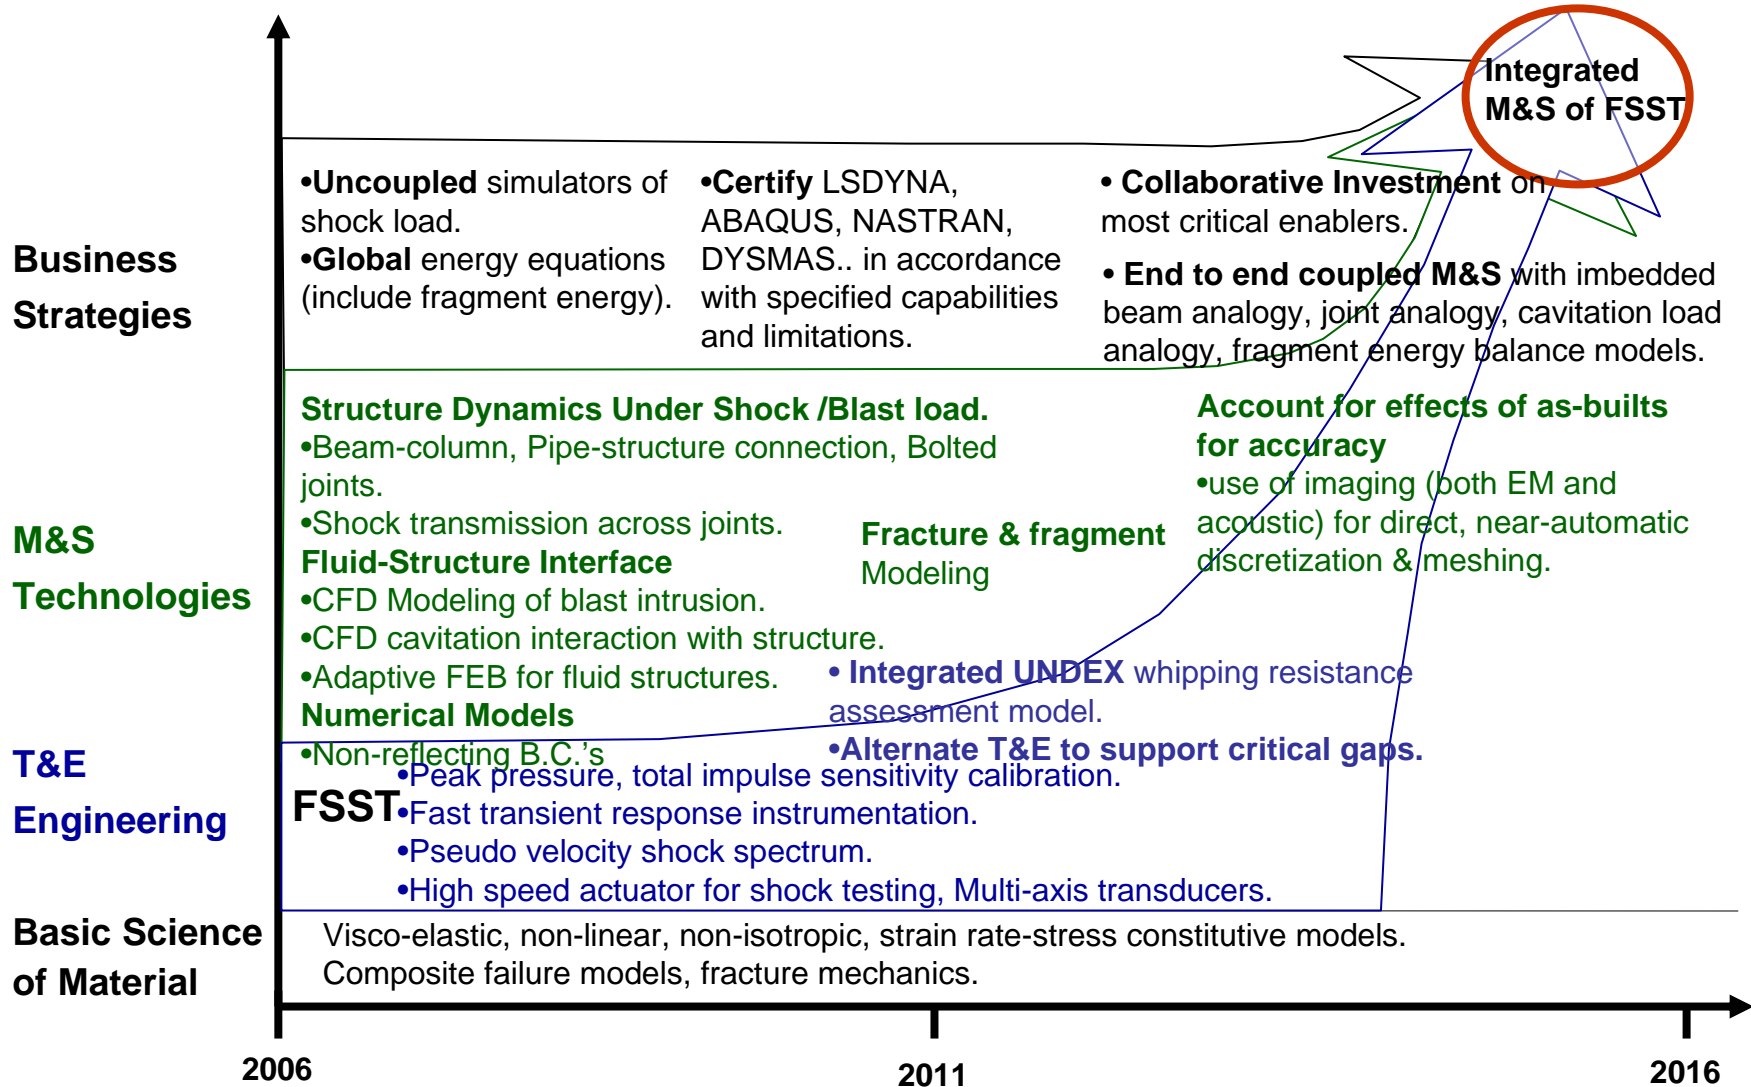 Integrated
M&S of FSST
Business
Strategies
•Uncoupled simulators of
shock load.
•Global energy equations
(include fragment energy).
•Certify LSDYNA,
ABAQUS, NASTRAN,
DYSMAS.. in accordance
with specified capabilities
and limitations.
• Collaborative Investment on
most critical enablers.
• End to end coupled M&S with imbedded
beam analogy, joint analogy, cavitation load
analogy, fragment energy balance models.
M&S
Technologies
Structure Dynamics Under Shock /Blast load.
•Beam-column, Pipe-structure connection, Bolted
joints.
•Shock transmission across joints.
Fluid-Structure Interface
•CFD Modeling of blast intrusion.
•CFD cavitation interaction with structure.
•Adaptive FEB for fluid structures.
Numerical Models
•Non-reflecting B.C.’s
Fracture & fragment
Modeling
Account for effects of as-builts
for accuracy
•use of imaging (both EM and
acoustic) for direct, near-automatic
discretization & meshing.
• Integrated UNDEX whipping resistance
assessment model.
•Alternate T&E to support critical gaps.
T&E
Engineering
FSST
•Peak pressure, total impulse sensitivity calibration.
•Fast transient response instrumentation.
•Pseudo velocity shock spectrum.
•High speed actuator for shock testing, Multi-axis transducers.
Basic Science
of Material
Visco-elastic, non-linear, non-isotropic, strain rate-stress constitutive models.
Composite failure models, fracture mechanics.
2006
2011
2016